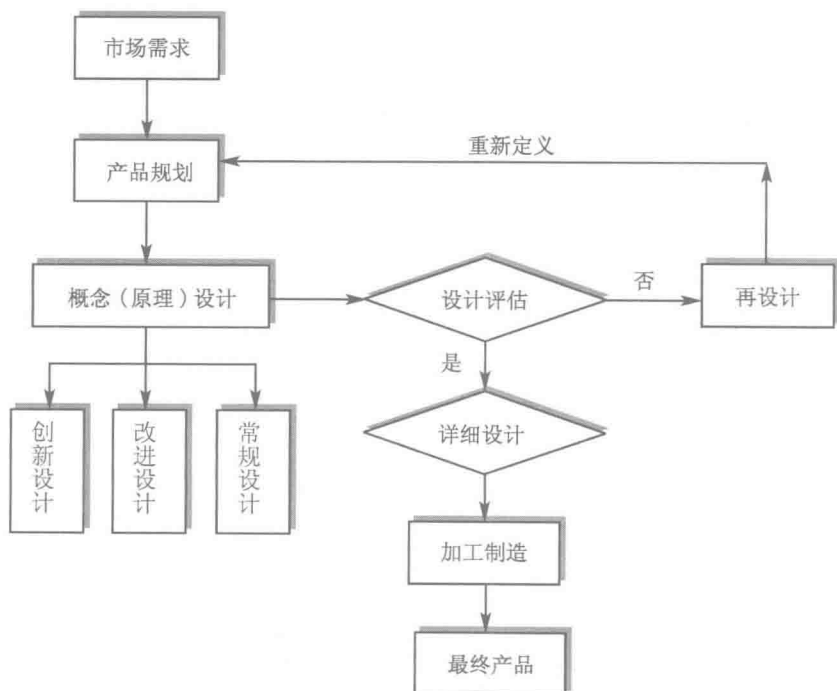 市场需求
重新定义
产品规划
概念（原理）设计
设计评估
否
再设计
是
创新设计
改进设计
常规设计
详细设计
加工制造
最终产品